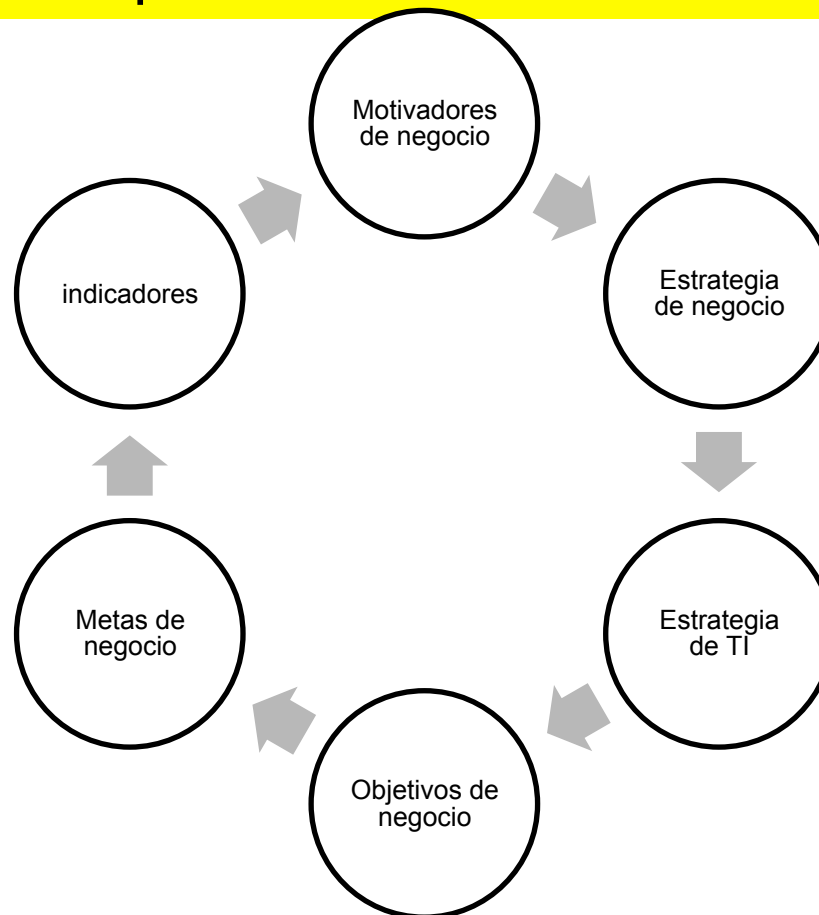 Motivadores
de negocio
Estrategia
de negocio
Estrategia
de TI
Objetivos de
negocio
Metas de
negocio
indicadores